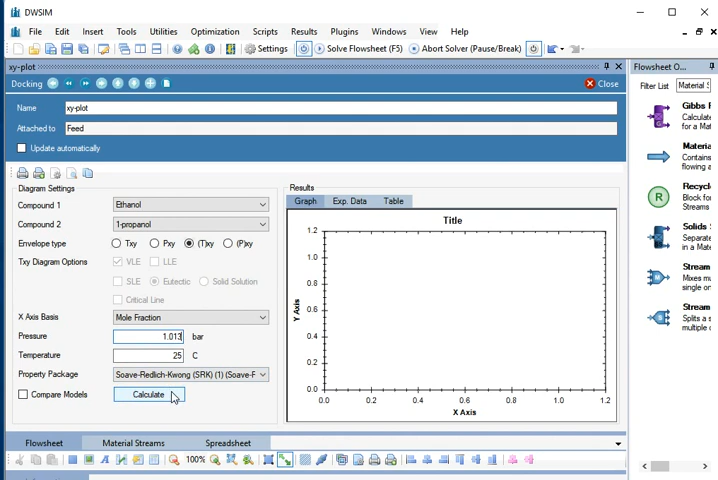 DWSIM
File Edit Insert Tools Utilities Optimization Scripts Results Plugins Windows View Help
Settings Solve Flowsheet (F5) Abort Solver (Pause/Break)
xy-plot
Flowsheet O...
Docking Close
Filter List Material S
Name xy-plot
Attached to Feed
Update automatically
Diagram Settings
Compound 1 Ethanol
Compound 2 1-propanol
Envelope type Txy Pxy (T)xy (P)xy
Txy Diagram Options VLE LLE
SLE Eutectic Solid Solution
Critical Line
X Axis Basis Mole Fraction
Pressure 1.013 bar
Temperature 25 C
Property Package Soave-Redlich-Kwong (SRK) (1) (Soave-F
Compare Models Calculate
Results
Graph Exp. Data Table
Title
Y Axis
1.2
1.0
0.8
0.6
0.4
0.2
0.0
0.0 0.2 0.4 0.6 0.8 1.0 1.2
X Axis
Gibbs F
Calculate
for a Mat
Materia
Contains
flowing a
Recycl
Block for
Streams
Solids S
Separate
in a Mate
Stream
Mixes mu
single on
Stream
Splits a s
multiple o
Flowsheet Material Streams Spreadsheet
100%